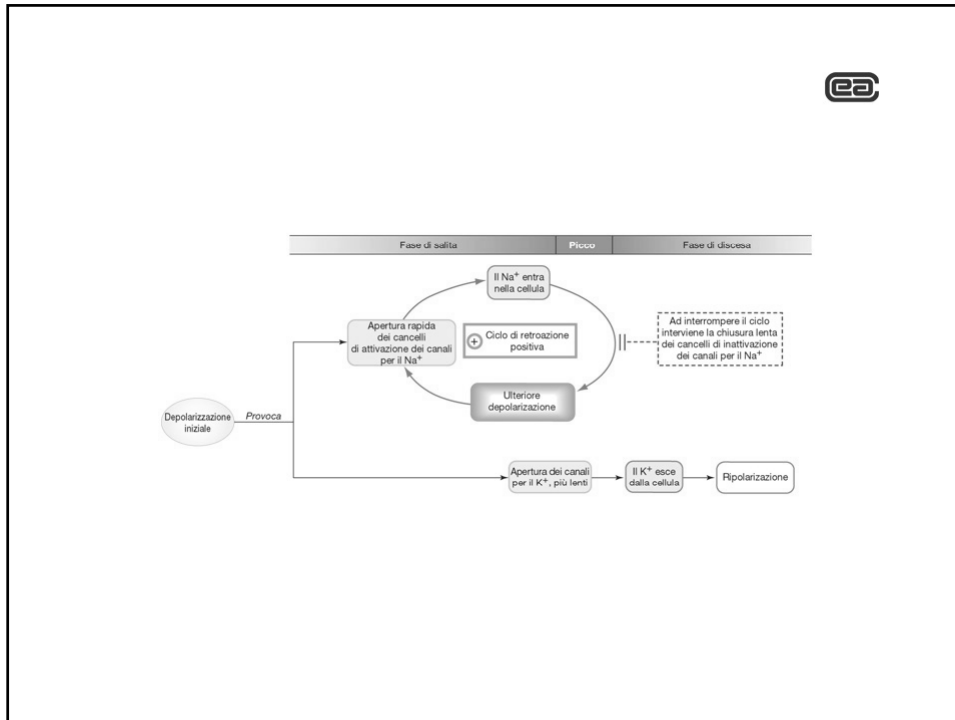 cea
Fase di salita
Picco
Fase di discesa
Il Na⁺ entra
nella cellula
Apertura rapida
dei cancelli
di attivazione dei canali
per il Na⁺
+ Ciclo di retroazione
positiva
Ad interrompere il ciclo
interviene la chiusura lenta
dei cancelli di inattivazione
dei canali per il Na⁺
Ulteriore
depolarizzazione
Depolarizzazione
iniziale
Provoca
Apertura dei canali
per il K⁺, più lenti
Il K⁺ esce
dalla cellula
Ripolarizzazione